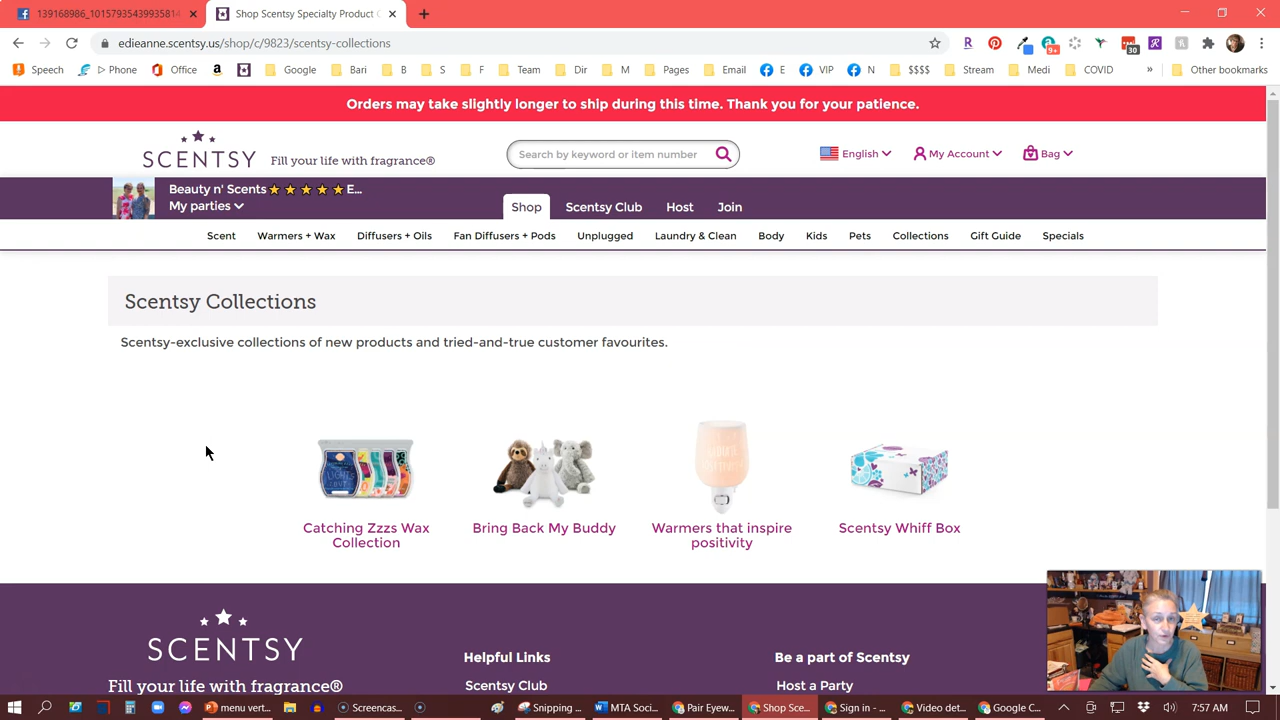 139168986_10157935439935814
Shop Scentsy Specialty Product C
edieanne.scentsy.us/shop/c/9823/scentsy-collections
9+
30
Speech
> Phone
Office
Google
Bari
B
S
F
Team
Dir
M
Pages
Email
E
VIP
N
$$$$
Stream
Medi
COVID
»
Other bookmarks
Orders may take slightly longer to ship during this time. Thank you for your patience.
SCENTSY
Fill your life with fragrance®
Search by keyword or item number
English
My Account
Bag
Beauty n' Scents ⭐⭐⭐⭐⭐E...
My parties
Shop
Scentsy Club
Host
Join
Scent
Warmers + Wax
Diffusers + Oils
Fan Diffusers + Pods
Unplugged
Laundry & Clean
Body
Kids
Pets
Collections
Gift Guide
Specials
Scentsy Collections
Scentsy-exclusive collections of new products and tried-and-true customer favourites.
Catching Zzzs Wax
Collection
Bring Back My Buddy
Warmers that inspire
positivity
Scentsy Whiff Box
SCENTSY
Fill your life with fragrance®
Helpful Links
Scentsy Club
Be a part of Scentsy
Host a Party
menu vert...
Screencas...
Snipping ...
MTA Soci...
Pair Eyew...
Shop Sce...
Sign in - ...
Video det...
Google C...
7:57 AM